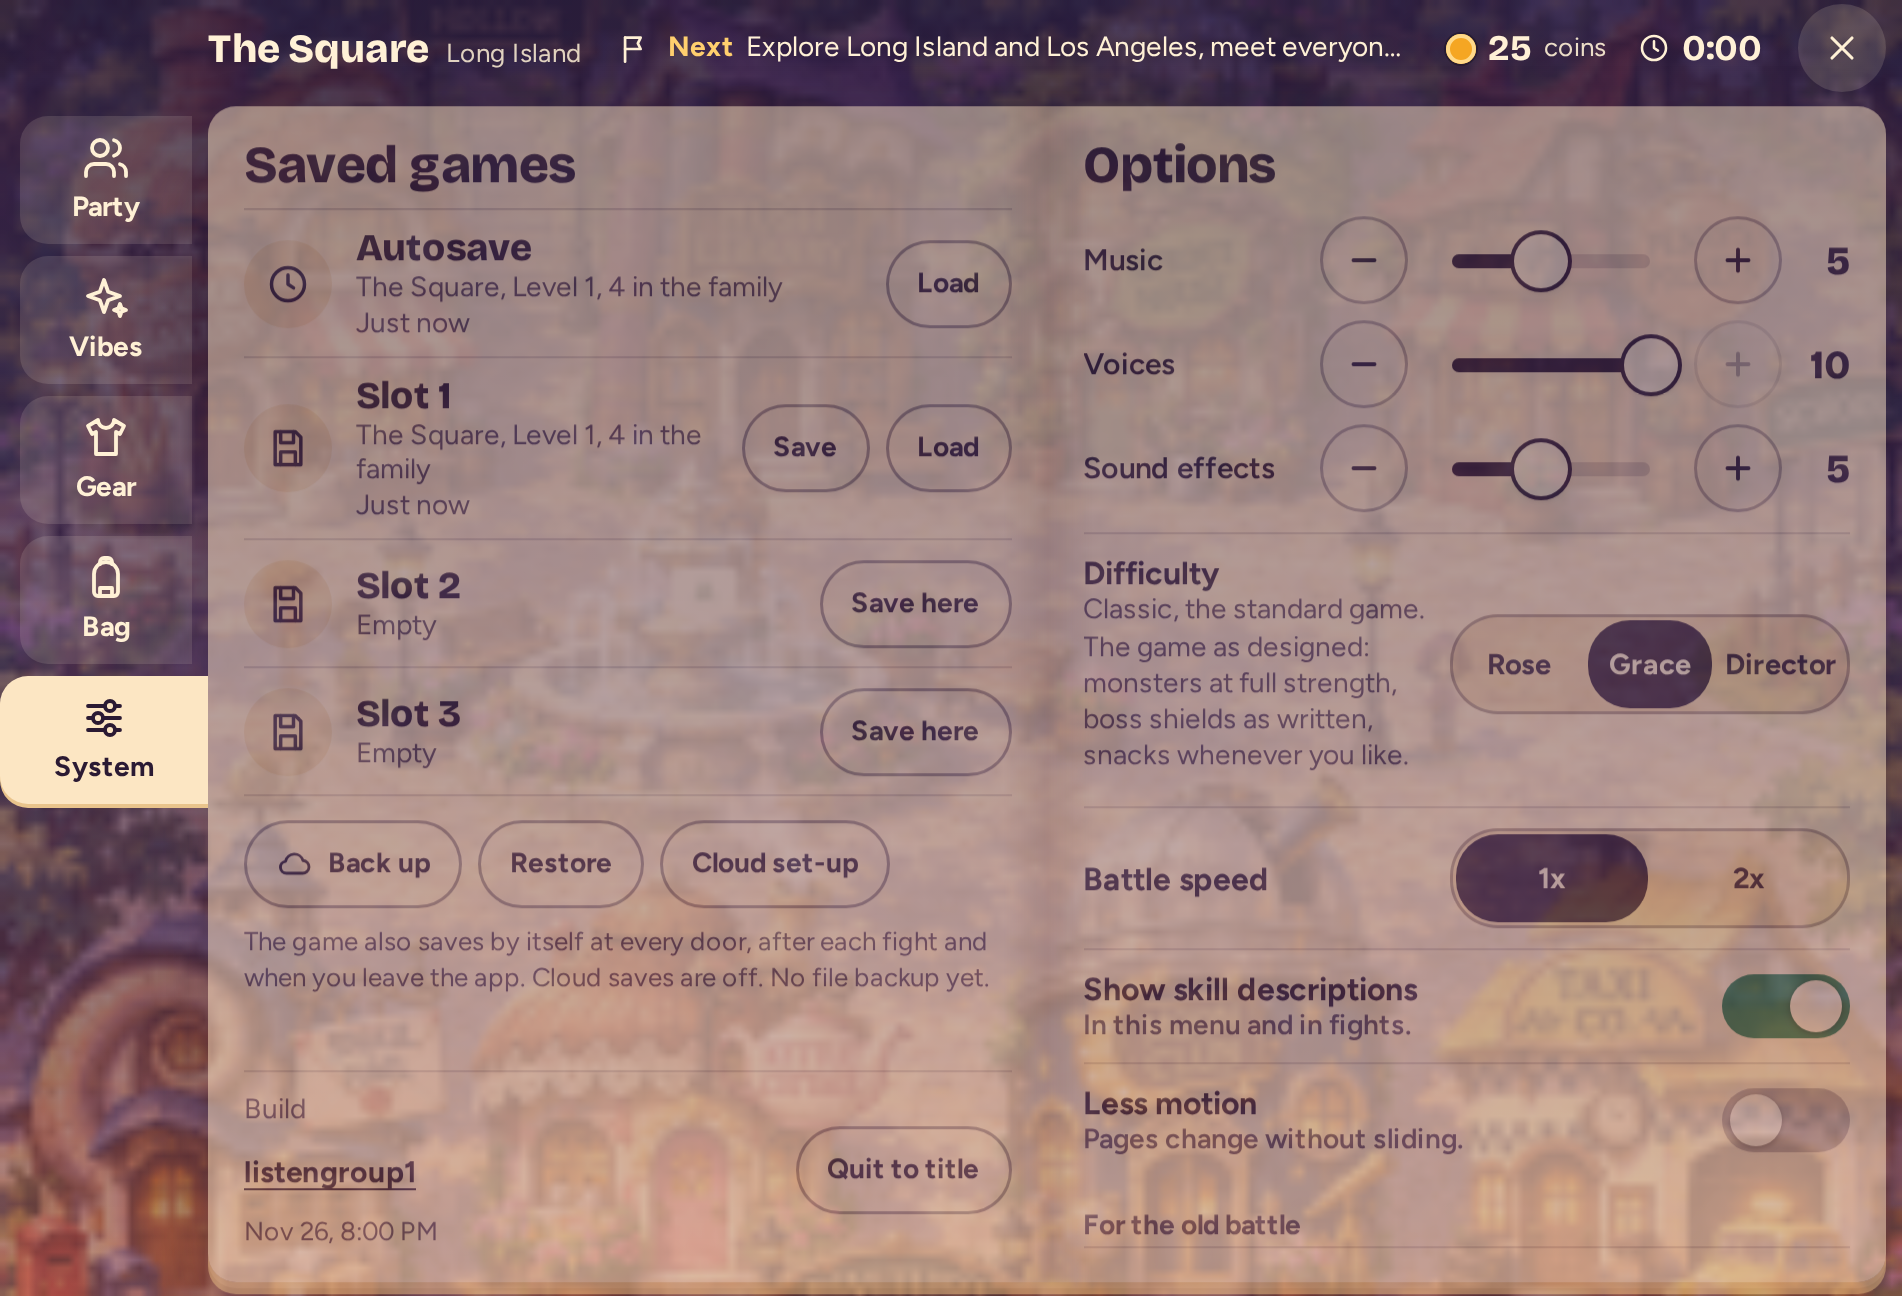 The Square Long Island Next Explore Long Island and Los Angeles, meet everyon... 25 coins 0:00
Party
Vibes
Gear
Bag
System
Saved games
Autosave
The Square, Level 1, 4 in the family
Just now
Load
Slot 1
The Square, Level 1, 4 in the
family
Just now
Save Load
Slot 2
Empty
Save here
Slot 3
Empty
Save here
Back up Restore Cloud set-up
The game also saves by itself at every door, after each fight and
when you leave the app. Cloud saves are off. No file backup yet.
Build
listengroup1
Nov 26, 8:00 PM
Quit to title
Options
Music 5
Voices 10
Sound effects 5
Difficulty
Classic, the standard game.
The game as designed:
monsters at full strength,
boss shields as written,
snacks whenever you like.
Rose Grace Director
Battle speed 1x 2x
Show skill descriptions
In this menu and in fights.
Less motion
Pages change without sliding.
For the old battle
TAXI
CO.